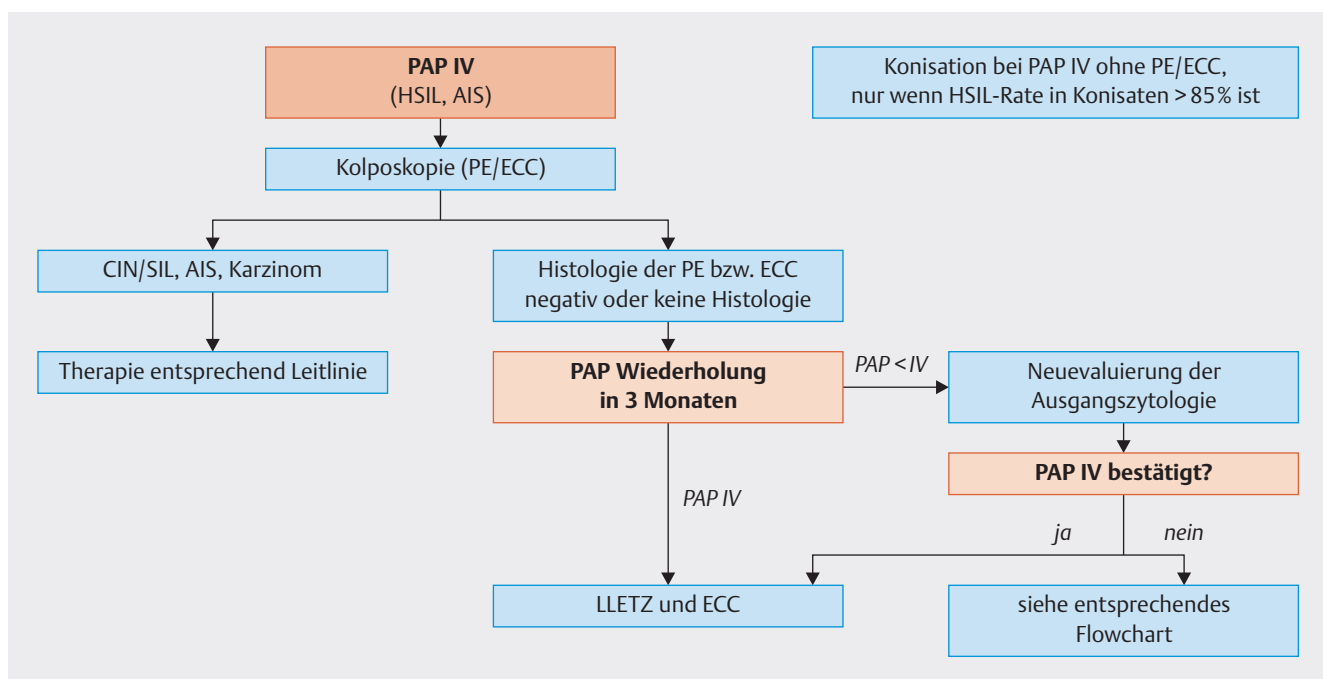 PAP IV
(HSIL, AIS)
Konisation bei PAP IV ohne PE/ECC,
nur wenn HSIL-Rate in Konisaten > 85% ist
Kolposkopie (PE/ECC)
CIN/SIL, AIS, Karzinom
Histologie der PE bzw. ECC
negativ oder keine Histologie
Therapie entsprechend Leitlinie
PAP Wiederholung
in 3 Monaten
PAP < IV
Neuevaluierung der
Ausgangszytologie
PAP IV bestätigt?
PAP IV
ja
nein
LLETZ und ECC
siehe entsprechendes
Flowchart